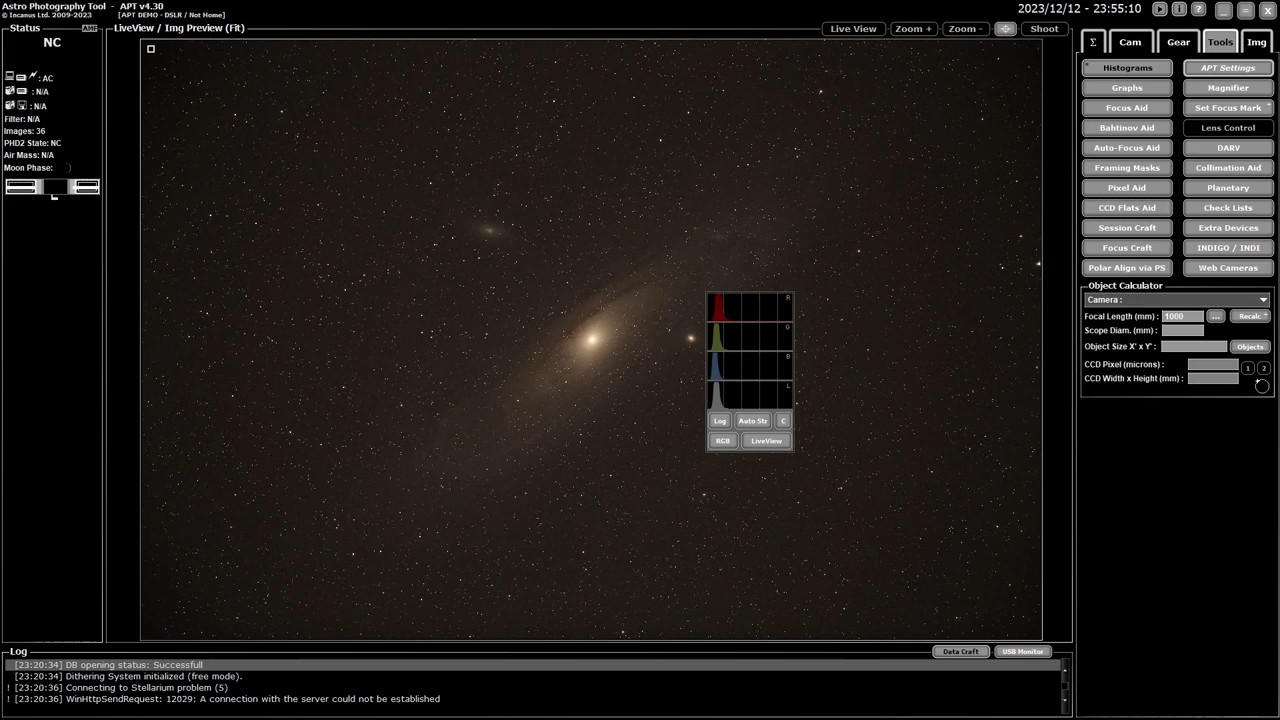 Astro Photography Tool  -  APT v4.30
© Incanus Ltd. 2009-2023    [APT DEMO - DSLR / Not Home]
2023/12/12 - 23:55:10
i ? _ = x
Status
AHF
NC
: AC
: N/A
: N/A
Filter: N/A
Images: 36
PHD2 State: NC
Air Mass: N/A
Moon Phase:
LiveView / Img Preview (Fit)
Live View Zoom + Zoom - Shoot
R
G
B
L
Log Auto Str C
RGB LiveView
Σ Cam Gear Tools Img
Histograms APT Settings
Graphs Magnifier
Focus Aid Set Focus Mark
Bahtinov Aid Lens Control
Auto-Focus Aid DARV
Framing Masks Collimation Aid
Pixel Aid Planetary
CCD Flats Aid Check Lists
Session Craft Extra Devices
Focus Craft INDIGO / INDI
Polar Align via PS Web Cameras
Object Calculator
Camera :
Focal Length (mm) : 1000 ... Recalc
Scope Diam. (mm) :
Object Size X' x Y' : Objects
CCD Pixel (microns) : 1 2
CCD Width x Height (mm) :
Log
Data Craft USB Monitor
[23:20:34] DB opening status: Successfull
[23:20:34] Dithering System initialized (free mode).
! [23:20:36] Connecting to Stellarium problem (5)
! [23:20:36] WinHttpSendRequest: 12029: A connection with the server could not be established